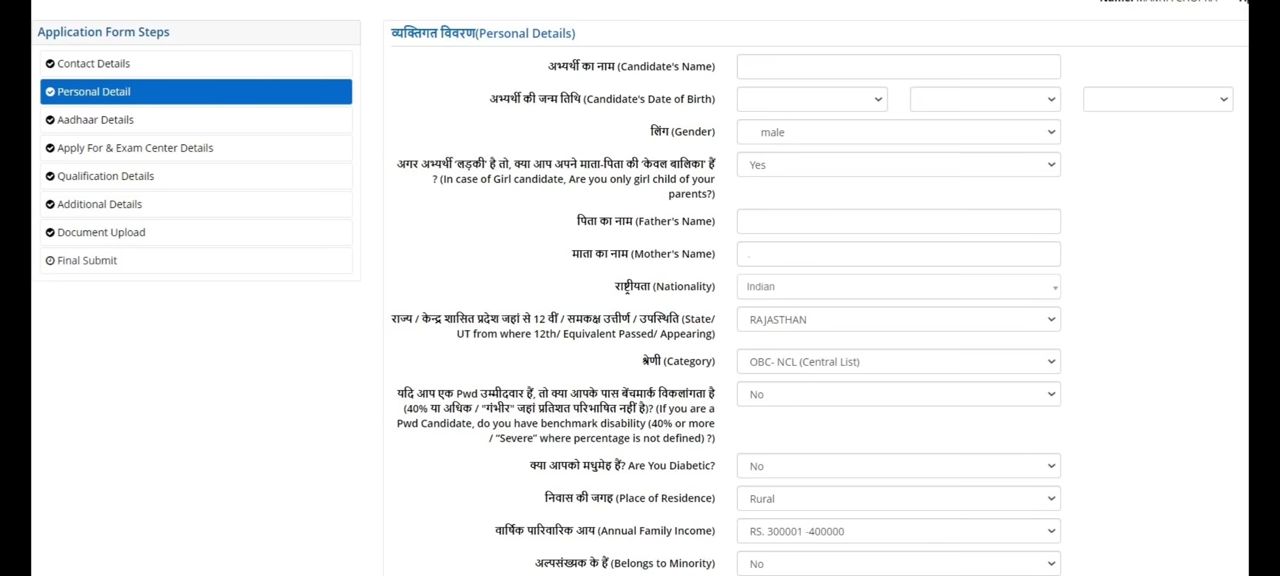 Application Form Steps
Contact Details
Personal Detail
Aadhaar Details
Apply For & Exam Center Details
Qualification Details
Additional Details
Document Upload
Final Submit
व्यक्तिगत विवरण(Personal Details)
अभ्यर्थी का नाम (Candidate's Name)
अभ्यर्थी की जन्म तिथि (Candidate's Date of Birth)
लिंग (Gender)
male
अगर अभ्यर्थी 'लड़की' है तो, क्या आप अपने माता-पिता की 'केवल बालिका' हैं
? (In case of Girl candidate, Are you only girl child of your
parents?)
Yes
पिता का नाम (Father's Name)
माता का नाम (Mother's Name)
.
राष्ट्रीयता (Nationality)
Indian
राज्य / केन्द्र शासित प्रदेश जहां से 12 वीं / समकक्ष उत्तीर्ण / उपस्थिति (State/
UT from where 12th/ Equivalent Passed/ Appearing)
RAJASTHAN
श्रेणी (Category)
OBC- NCL (Central List)
यदि आप एक Pwd उम्मीदवार हैं, तो क्या आपके पास बेंचमार्क विकलांगता है
(40% या अधिक / "गंभीर" जहां प्रतिशत परिभाषित नहीं है)? (If you are a
Pwd Candidate, do you have benchmark disability (40% or more
/ "Severe" where percentage is not defined) ?)
No
क्या आपको मधुमेह हैं? Are You Diabetic?
No
निवास की जगह (Place of Residence)
Rural
वार्षिक पारिवारिक आय (Annual Family Income)
RS. 300001 -400000
अल्पसंख्यक के हैं (Belongs to Minority)
No